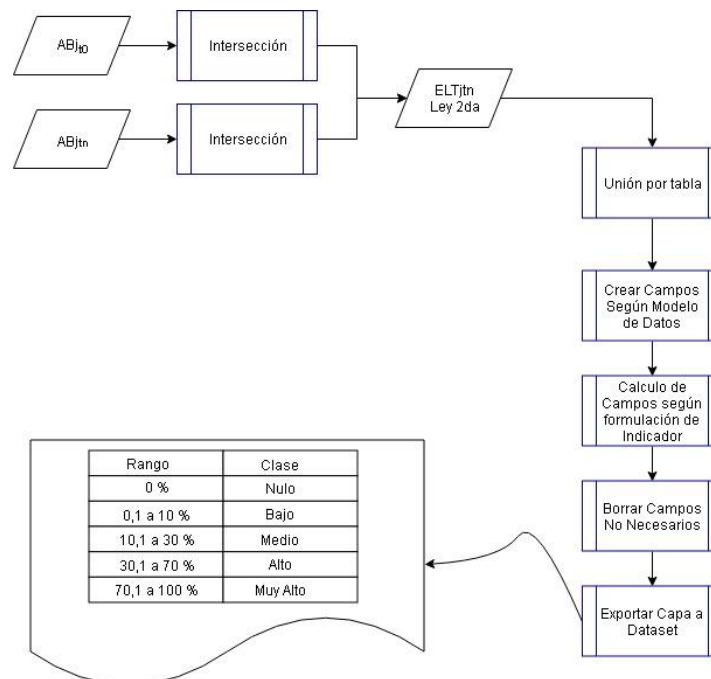 ABjt0
Intersección
ABjtn
Intersección
ELTjtn
Ley 2da
Unión por tabla
Crear Campos
Según Modelo
de Datos
Calculo de
Campos según
formulación de
Indicador
Borrar Campos
No Necesarios
Exportar Capa a
Dataset
Rango Clase
0 % Nulo
0,1 a 10 % Bajo
10,1 a 30 % Medio
30,1 a 70 % Alto
70,1 a 100 % Muy Alto